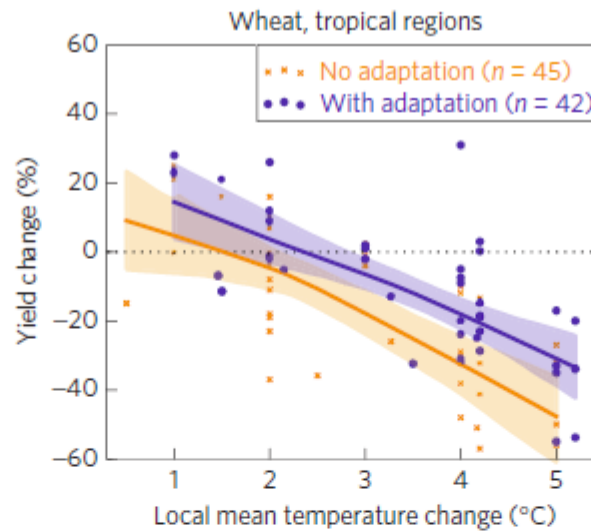 Wheat, tropical regions
No adaptation (n = 45)
With adaptation (n = 42)
Yield change (%)
60
40
20
0
−20
−40
−60
1 2 3 4 5
Local mean temperature change (°C)